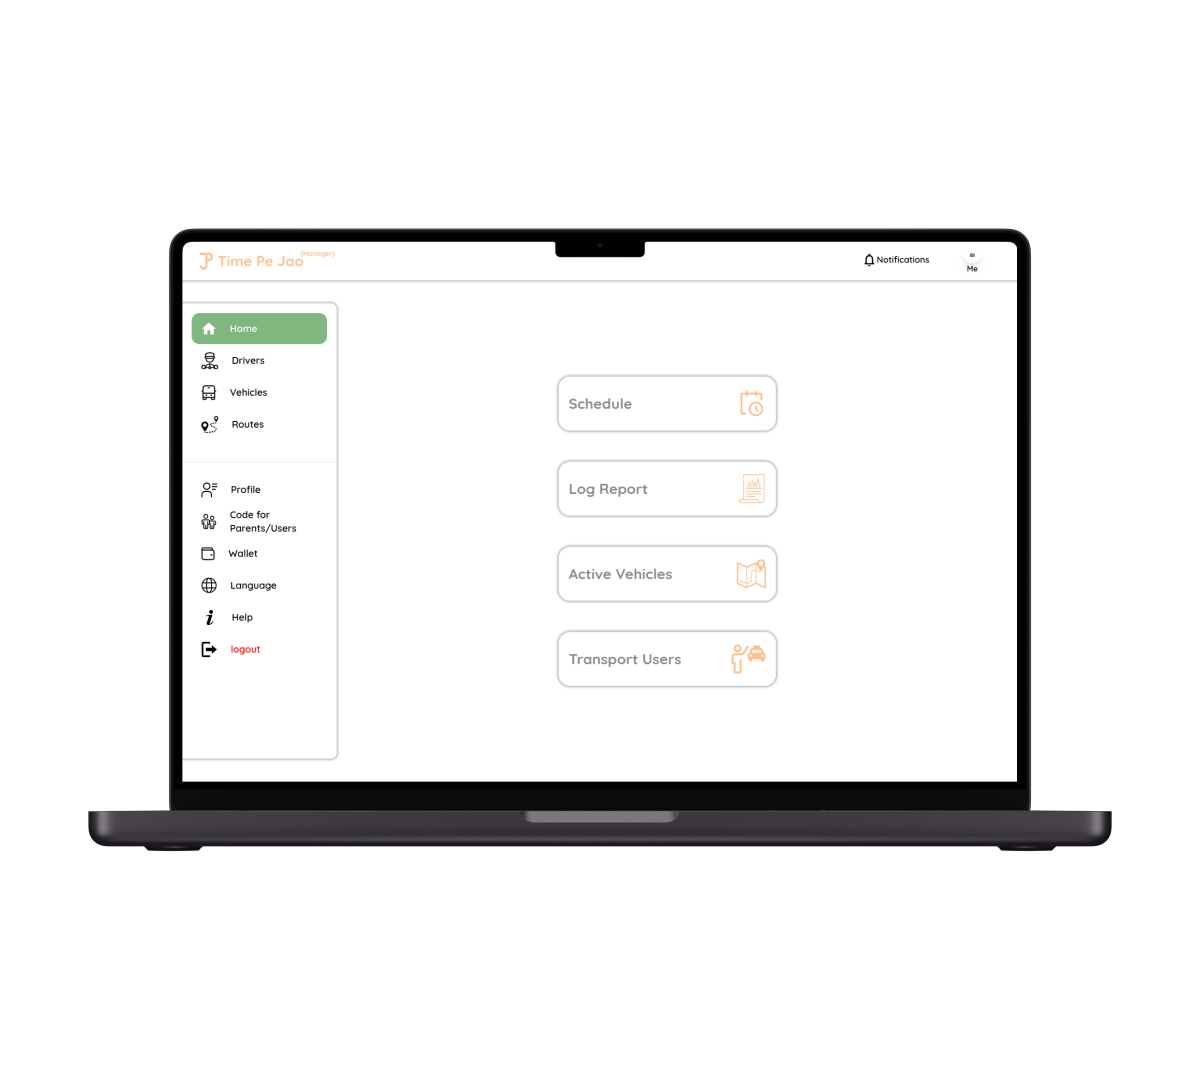 Time Pe Jao
(Manager)
Notifications
Me
Home
Drivers
Vehicles
Routes
Profile
Code for
Parents/Users
Wallet
Language
Help
logout
Schedule
Log Report
Active Vehicles
Transport Users